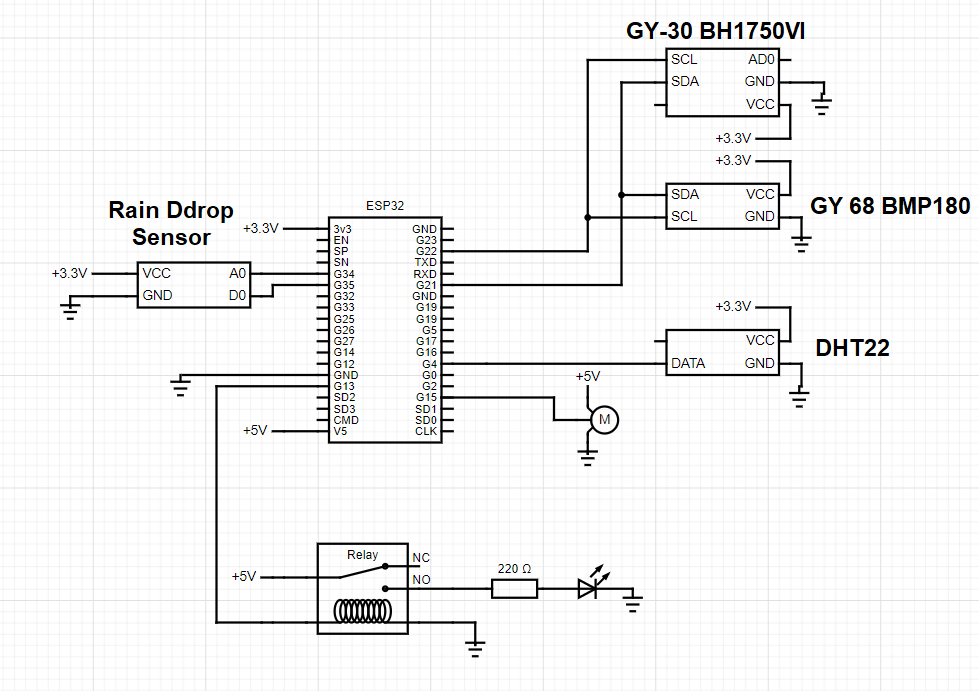 GY-30 BH1750VI
SCL AD0
SDA GND
VCC
+3.3V
+3.3V
SDA VCC
SCL GND
GY 68 BMP180
Rain Ddrop
Sensor
+3.3V VCC A0
GND D0
ESP32
+3.3V 3v3 GND
EN G23
SP G22
SN TXD
G34 RXD
G35 G21
G32 GND
G33 G19
G25 G19
G26 G5
G27 G17
G14 G16
G12 G4
GND G0
G13 G2
SD2 G15
SD3 SD1
CMD SD0
+5V V5 CLK
+3.3V
VCC
DATA GND
DHT22
+5V
M
Relay NC
+5V NO
220 Ω